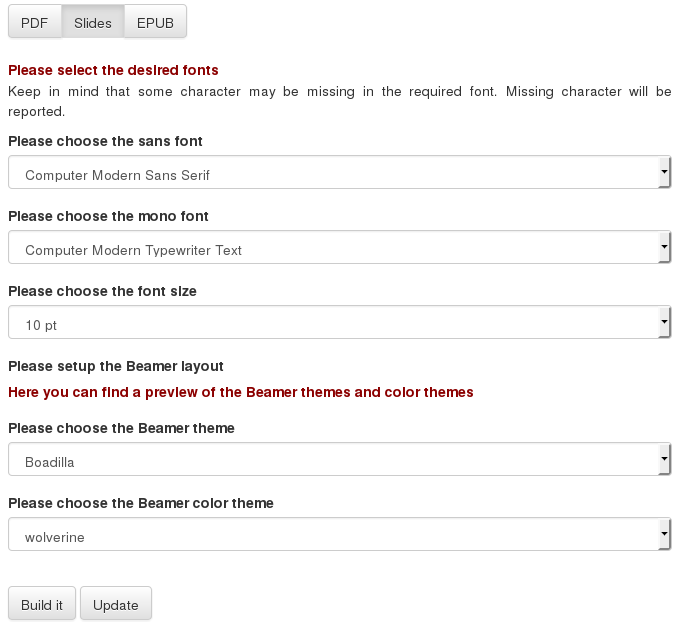 PDF Slides EPUB
Please select the desired fonts
Keep in mind that some character may be missing in the required font. Missing character will be
reported.
Please choose the sans font
Computer Modern Sans Serif
Please choose the mono font
Computer Modern Typewriter Text
Please choose the font size
10 pt
Please setup the Beamer layout
Here you can find a preview of the Beamer themes and color themes
Please choose the Beamer theme
Boadilla
Please choose the Beamer color theme
wolverine
Build it Update